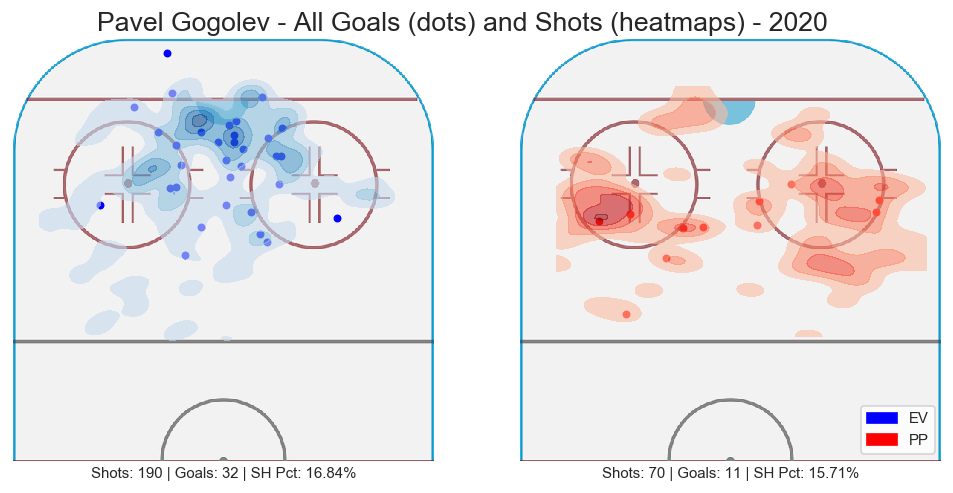 Pavel Gogolev - All Goals (dots) and Shots (heatmaps) - 2020
EV
PP
Shots: 190 | Goals: 32 | SH Pct: 16.84%
Shots: 70 | Goals: 11 | SH Pct: 15.71%